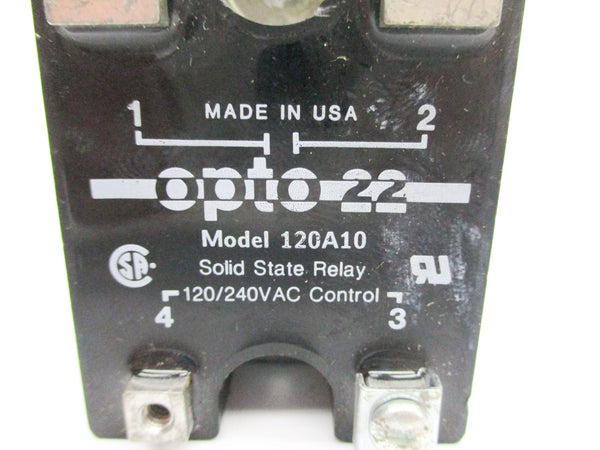 1 MADE IN USA 2
opto 22
Model 120A10
Solid State Relay
120/240VAC Control
4 3